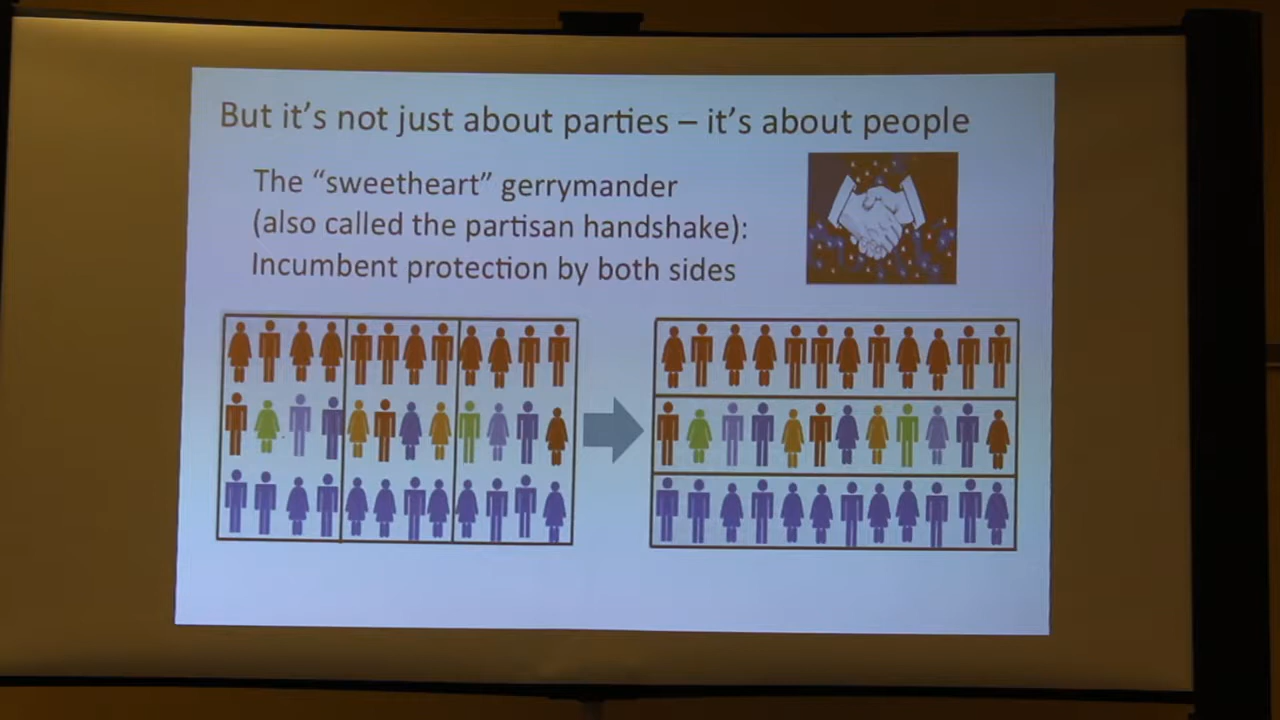 But it's not just about parties – it's about people
The “sweetheart” gerrymander
(also called the partisan handshake):
Incumbent protection by both sides